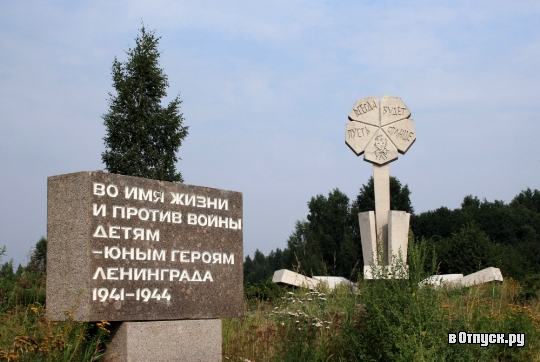 ВО ИМЯ ЖИЗНИ
И ПРОТИВ ВОЙНЫ
ДЕТЯМ
-ЮНЫМ ГЕРОЯМ
ЛЕНИНГРАДА
1941-1944
ПУСТЬ
ВСЕГДА
БУДЕТ
СОЛНЦЕ
вОтпуск.ру